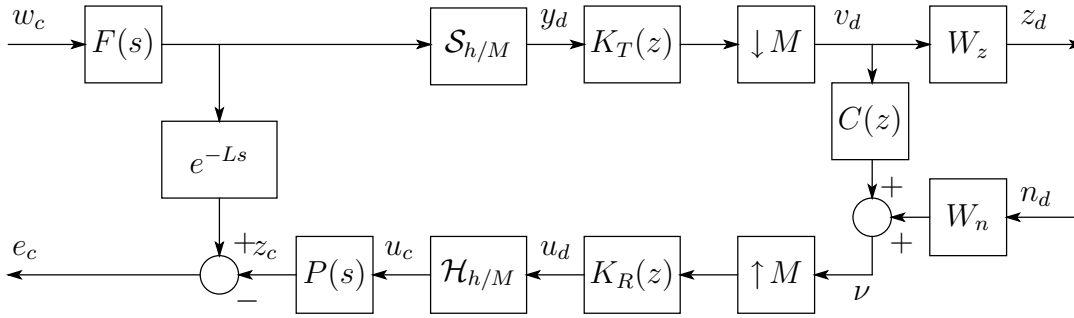 w_c F(s) 𝒮_{h/M} y_d K_T(z) ↓M v_d W_z z_d
C(z)
e^{-Ls}
+
W_n n_d
+
e_c + z_c P(s) u_c ℋ_{h/M} u_d K_R(z) ↑M ν
−